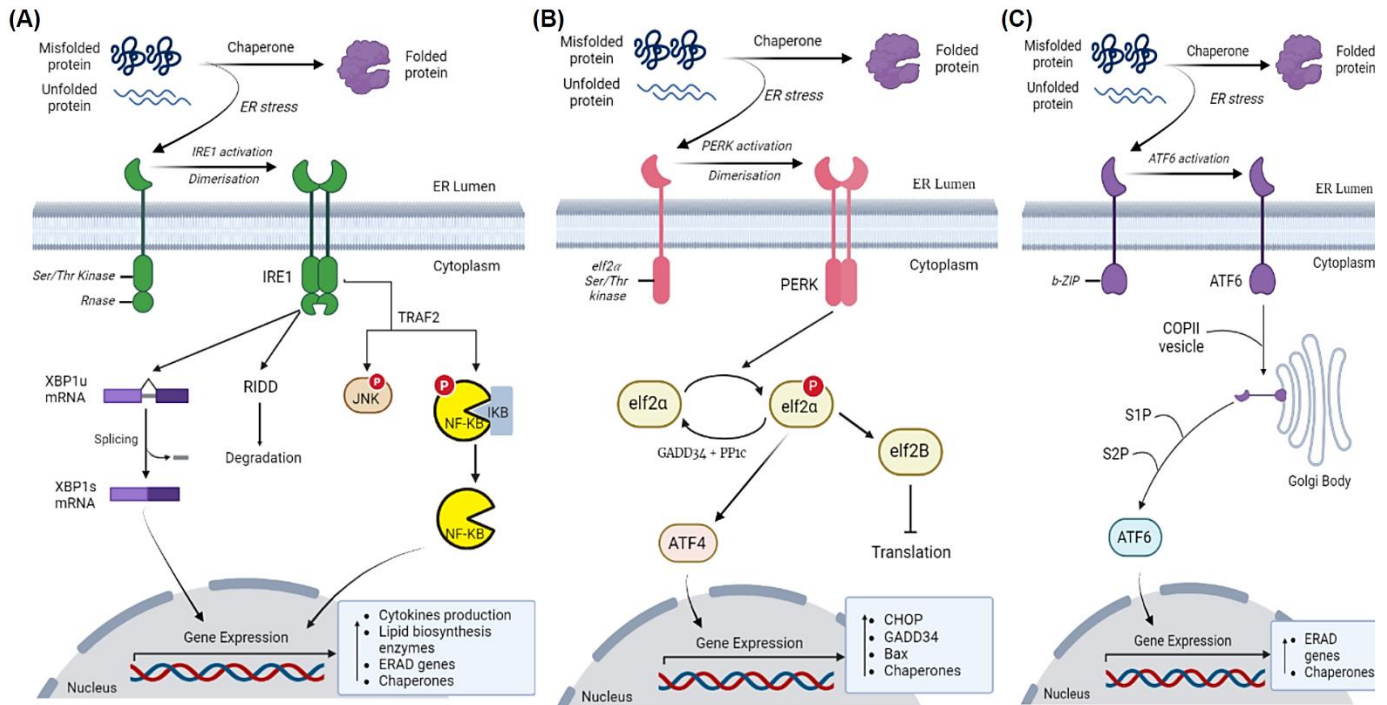 (A)
Misfolded
protein
Unfolded
protein
Chaperone
Folded
protein
ER stress
IRE1 activation
Dimerisation
ER Lumen
Cytoplasm
Ser/Thr Kinase
Rnase
IRE1
TRAF2
XBP1u
mRNA
RIDD
P
JNK
P
NF-KB
IKB
Splicing
Degradation
XBP1s
mRNA
NF-KB
Gene Expression
Nucleus
• Cytokines production
• Lipid biosynthesis
enzymes
• ERAD genes
• Chaperones
(B)
Misfolded
protein
Unfolded
protein
Chaperone
Folded
protein
ER stress
PERK activation
Dimerisation
ER Lumen
Cytoplasm
elf2α
Ser/Thr
kinase
PERK
elf2α
P
elf2α
GADD34 + PP1c
elf2B
ATF4
Translation
Gene Expression
Nucleus
• CHOP
• GADD34
• Bax
• Chaperones
(C)
Misfolded
protein
Unfolded
protein
Chaperone
Folded
protein
ER stress
ATF6 activation
ER Lumen
Cytoplasm
b-ZIP
ATF6
COPII
vesicle
S1P
S2P
Golgi Body
ATF6
Gene Expression
Nucleus
• ERAD
genes
• Chaperones